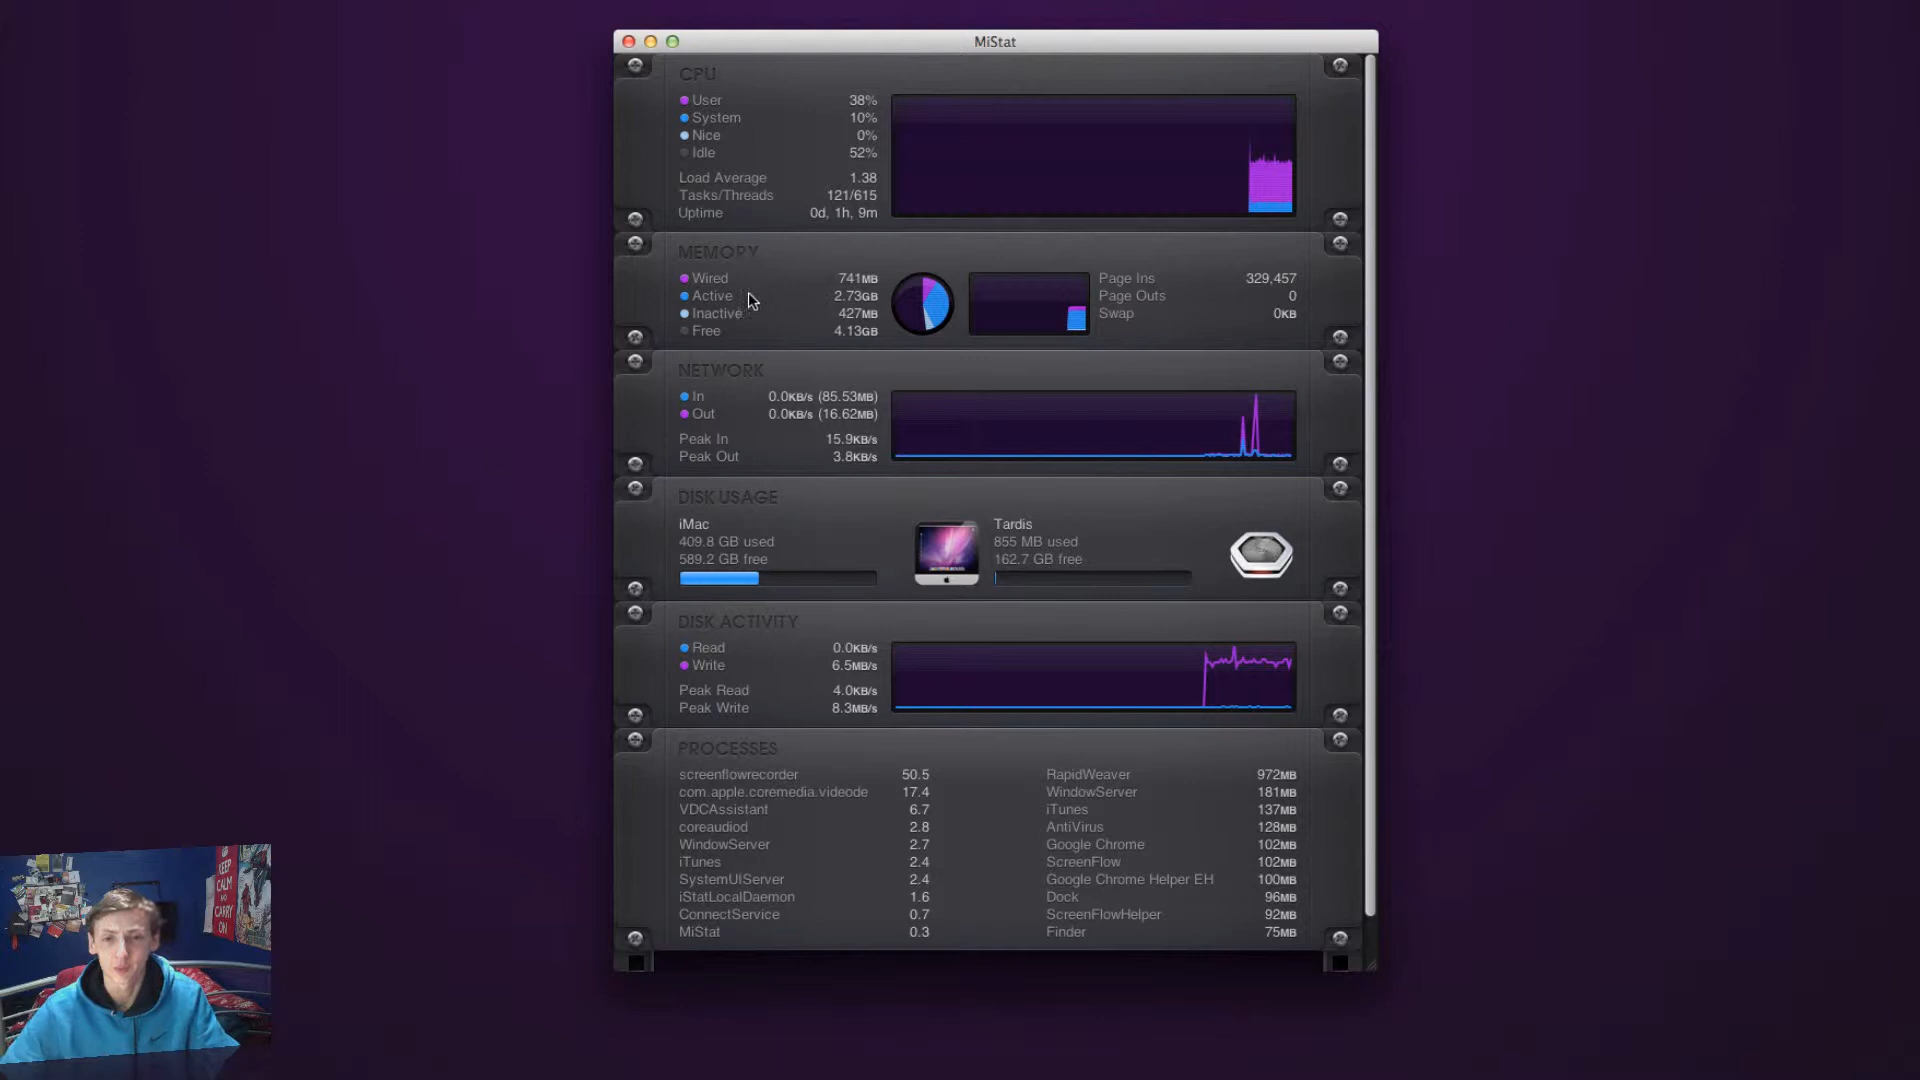 MiStat
CPU
User 38%
System 10%
Nice 0%
Idle 52%
Load Average 1.38
Tasks/Threads 121/615
Uptime 0d, 1h, 9m
MEMORY
Wired 741MB
Active 2.73GB
Inactive 427MB
Free 4.13GB
Page Ins 329,457
Page Outs 0
Swap 0KB
NETWORK
In 0.0KB/s (85.53MB)
Out 0.0KB/s (16.62MB)
Peak In 15.9KB/s
Peak Out 3.8KB/s
DISK USAGE
iMac
409.8 GB used
589.2 GB free
Tardis
855 MB used
162.7 GB free
DISK ACTIVITY
Read 0.0KB/s
Write 6.5MB/s
Peak Read 4.0KB/s
Peak Write 8.3MB/s
PROCESSES
screenflowrecorder 50.5
com.apple.coremedia.videode 17.4
VDCAssistant 6.7
coreaudiod 2.8
WindowServer 2.7
iTunes 2.4
SystemUIServer 2.4
iStatLocalDaemon 1.6
ConnectService 0.7
MiStat 0.3
RapidWeaver 972MB
WindowServer 181MB
iTunes 137MB
AntiVirus 128MB
Google Chrome 102MB
ScreenFlow 102MB
Google Chrome Helper EH 100MB
Dock 96MB
ScreenFlowHelper 92MB
Finder 75MB
KEEP
CALM
AND
CARRY
ON